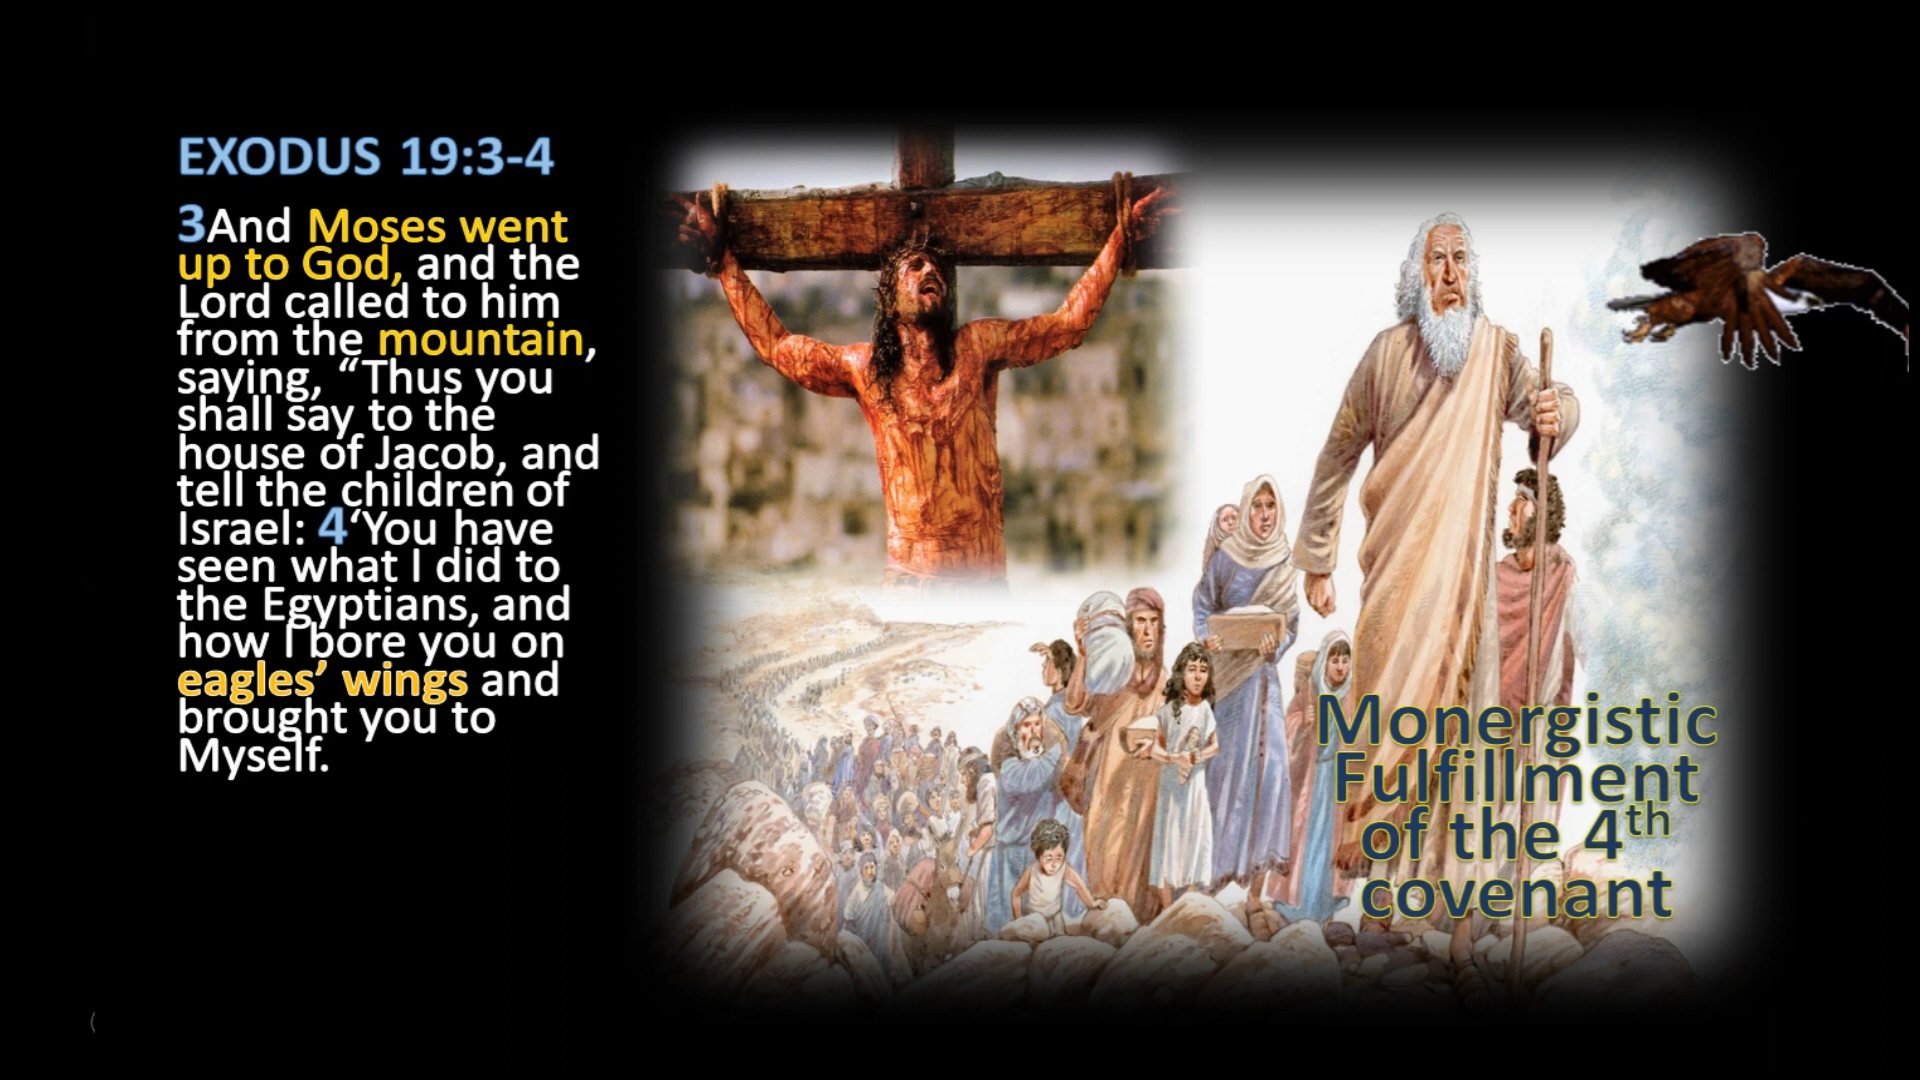 EXODUS 19:3-4
3And Moses went
up to God, and the
Lord called to him
from the mountain,
saying, “Thus you
shall say to the
house of Jacob, and
tell the children of
Israel: 4‘You have
seen what I did to
the Egyptians, and
how I bore you on
eagles’ wings and
brought you to
Myself.
Monergistic
Fulfillment
of the 4th
covenant
(